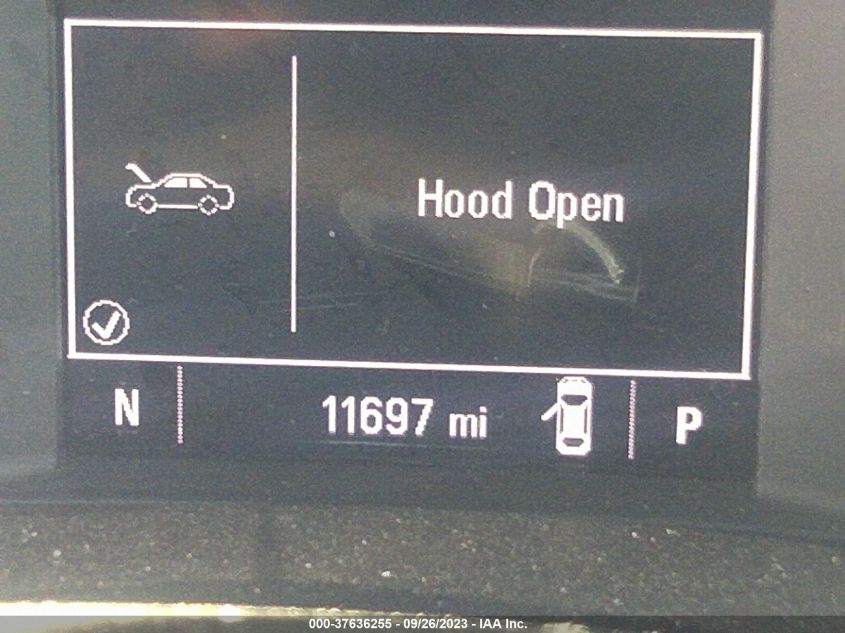 Hood Open
N 11697 mi P
000-37636255 - 09/26/2023 - IAA Inc.